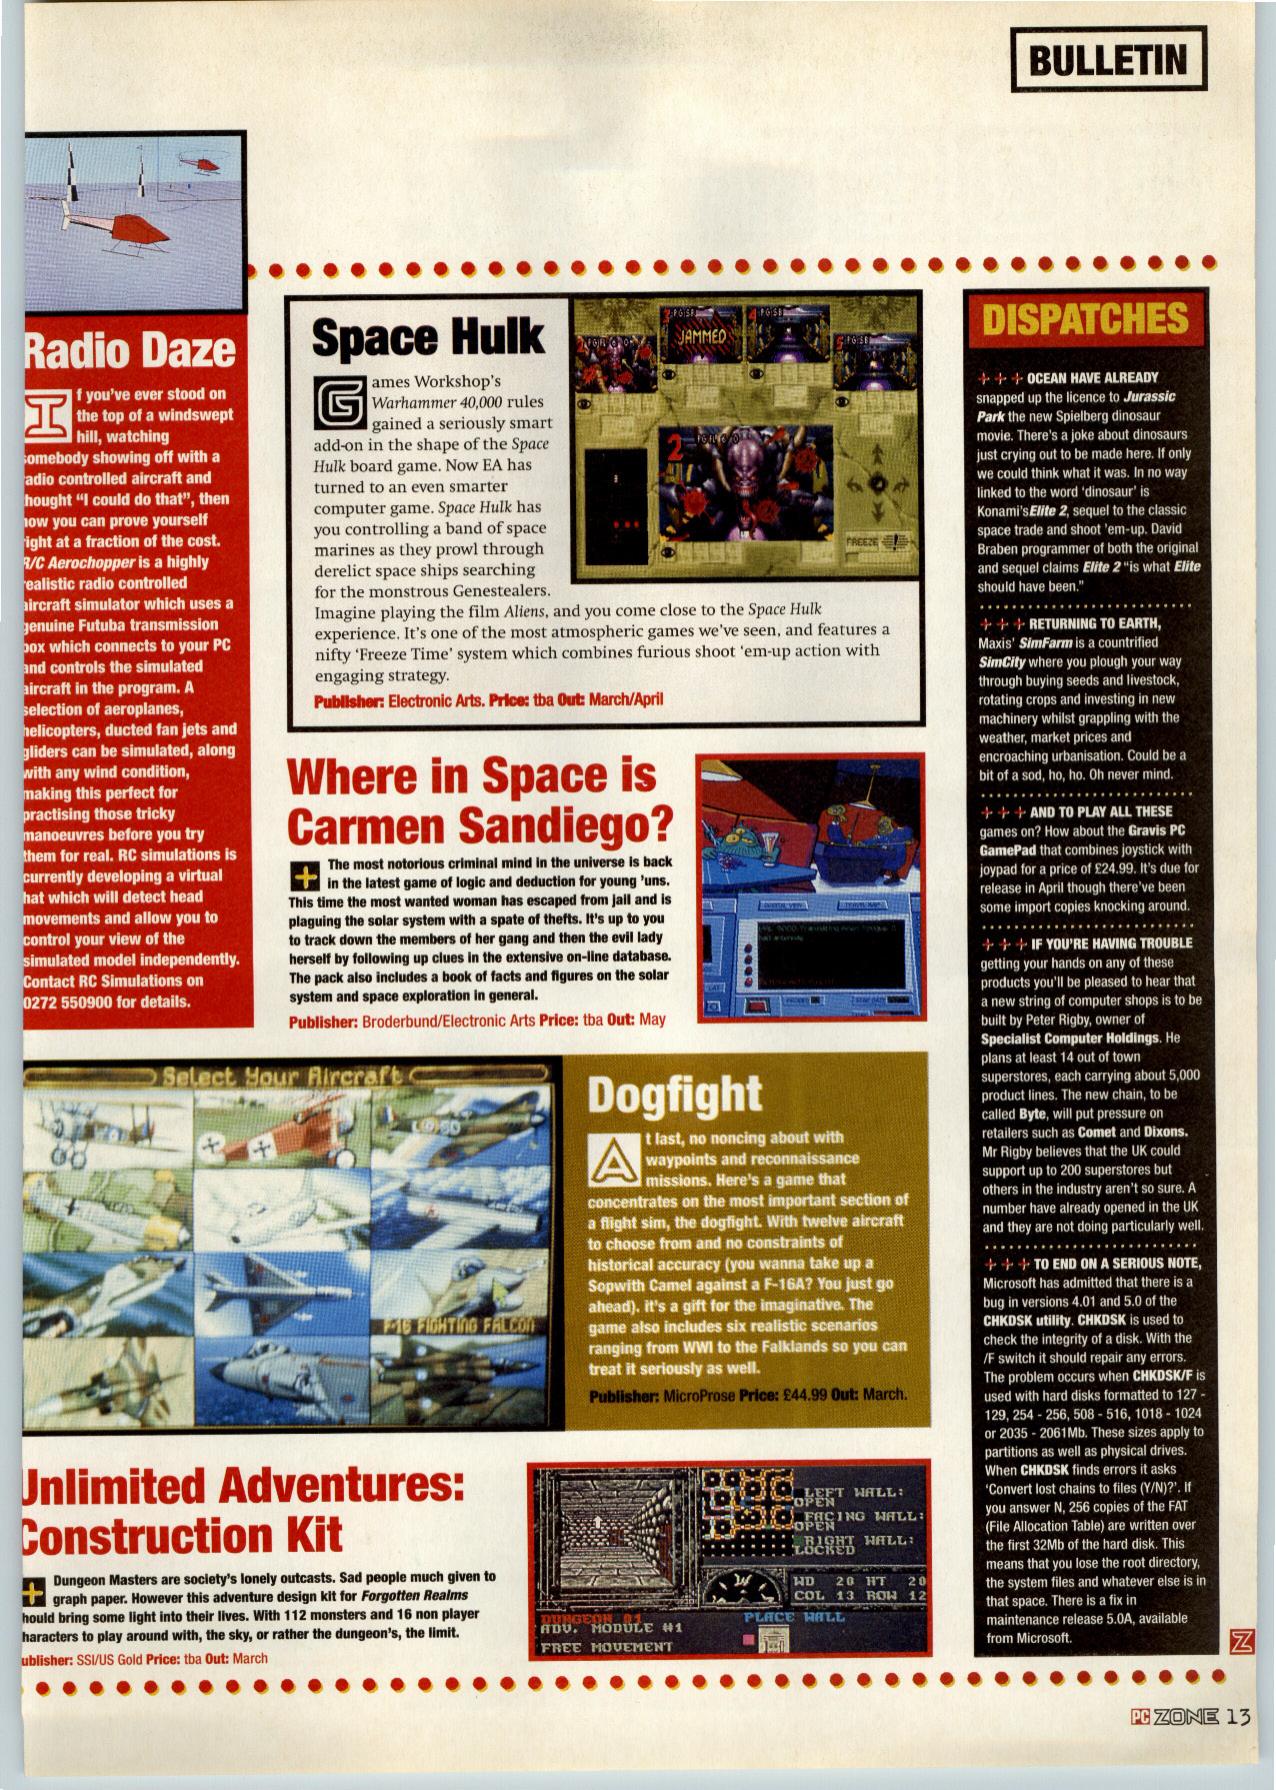 BULLETIN
Radio Daze
If you've ever stood on
the top of a windswept
hill, watching
somebody showing off with a
radio controlled aircraft and
thought "I could do that", then
now you can prove yourself
right at a fraction of the cost.
R/C Aerochopper is a highly
realistic radio controlled
aircraft simulator which uses a
genuine Futuba transmission
box which connects to your PC
and controls the simulated
aircraft in the program. A
selection of aeroplanes,
helicopters, ducted fan jets and
gliders can be simulated, along
with any wind condition,
making this perfect for
practising those tricky
manoeuvres before you try
them for real. RC simulations is
currently developing a virtual
hat which will detect head
movements and allow you to
control your view of the
simulated model independently.
Contact RC Simulations on
0272 550900 for details.
Space Hulk
Games Workshop's
Warhammer 40,000 rules
gained a seriously smart
add-on in the shape of the Space
Hulk board game. Now EA has
turned to an even smarter
computer game. Space Hulk has
you controlling a band of space
marines as they prowl through
derelict space ships searching
for the monstrous Genestealers.
Imagine playing the film Aliens, and you come close to the Space Hulk
experience. It's one of the most atmospheric games we've seen, and features a
nifty 'Freeze Time' system which combines furious shoot 'em-up action with
engaging strategy.
Publisher: Electronic Arts. Price: tba Out: March/April
JAMMED
2
FREEZE
Where in Space is
Carmen Sandiego?
+ The most notorious criminal mind in the universe is back
in the latest game of logic and deduction for young 'uns.
This time the most wanted woman has escaped from jail and is
plaguing the solar system with a spate of thefts. It's up to you
to track down the members of her gang and then the evil lady
herself by following up clues in the extensive on-line database.
The pack also includes a book of facts and figures on the solar
system and space exploration in general.
Publisher: Broderbund/Electronic Arts Price: tba Out: May
Select Your Aircraft
F-16 FIGHTING FALCON
Dogfight
At last, no noncing about with
waypoints and reconnaissance
missions. Here's a game that
concentrates on the most important section of
a flight sim, the dogfight. With twelve aircraft
to choose from and no constraints of
historical accuracy (you wanna take up a
Sopwith Camel against a F-16A? You just go
ahead). it's a gift for the imaginative. The
game also includes six realistic scenarios
ranging from WWI to the Falklands so you can
treat it seriously as well.
Publisher: MicroProse Price: £44.99 Out: March.
Unlimited Adventures:
Construction Kit
+ Dungeon Masters are society's lonely outcasts. Sad people much given to
graph paper. However this adventure design kit for Forgotten Realms
hould bring some light into their lives. With 112 monsters and 16 non player
haracters to play around with, the sky, or rather the dungeon's, the limit.
ublisher: SSI/US Gold Price: tba Out: March
LEFT WALL:
OPEN
FACING WALL:
OPEN
RIGHT WALL:
LOCKED
WD 20 HT 20
COL 13 ROW 12
DUNGEON #1
ADV. MODULE #1
FREE MOVEMENT
PLACE WALL
DISPATCHES
+ + + OCEAN HAVE ALREADY
snapped up the licence to Jurassic
Park the new Spielberg dinosaur
movie. There's a joke about dinosaurs
just crying out to be made here. If only
we could think what it was. In no way
linked to the word 'dinosaur' is
Konami's Elite 2, sequel to the classic
space trade and shoot 'em-up. David
Braben programmer of both the original
and sequel claims Elite 2 "is what Elite
should have been."
+ + + RETURNING TO EARTH,
Maxis' SimFarm is a countrified
SimCity where you plough your way
through buying seeds and livestock,
rotating crops and investing in new
machinery whilst grappling with the
weather, market prices and
encroaching urbanisation. Could be a
bit of a sod, ho, ho. Oh never mind.
+ + + AND TO PLAY ALL THESE
games on? How about the Gravis PC
GamePad that combines joystick with
joypad for a price of £24.99. It's due for
release in April though there've been
some import copies knocking around.
+ + + IF YOU'RE HAVING TROUBLE
getting your hands on any of these
products you'll be pleased to hear that
a new string of computer shops is to be
built by Peter Rigby, owner of
Specialist Computer Holdings. He
plans at least 14 out of town
superstores, each carrying about 5,000
product lines. The new chain, to be
called Byte, will put pressure on
retailers such as Comet and Dixons.
Mr Rigby believes that the UK could
support up to 200 superstores but
others in the industry aren't so sure. A
number have already opened in the UK
and they are not doing particularly well.
+ + + TO END ON A SERIOUS NOTE,
Microsoft has admitted that there is a
bug in versions 4.01 and 5.0 of the
CHKDSK utility. CHKDSK is used to
check the integrity of a disk. With the
/F switch it should repair any errors.
The problem occurs when CHKDSK/F is
used with hard disks formatted to 127 -
129, 254 - 256, 508 - 516, 1018 - 1024
or 2035 - 2061Mb. These sizes apply to
partitions as well as physical drives.
When CHKDSK finds errors it asks
'Convert lost chains to files (Y/N)?'. If
you answer N, 256 copies of the FAT
(File Allocation Table) are written over
the first 32Mb of the hard disk. This
means that you lose the root directory,
the system files and whatever else is in
that space. There is a fix in
maintenance release 5.0A, available
from Microsoft.
Z
PC ZONE 13